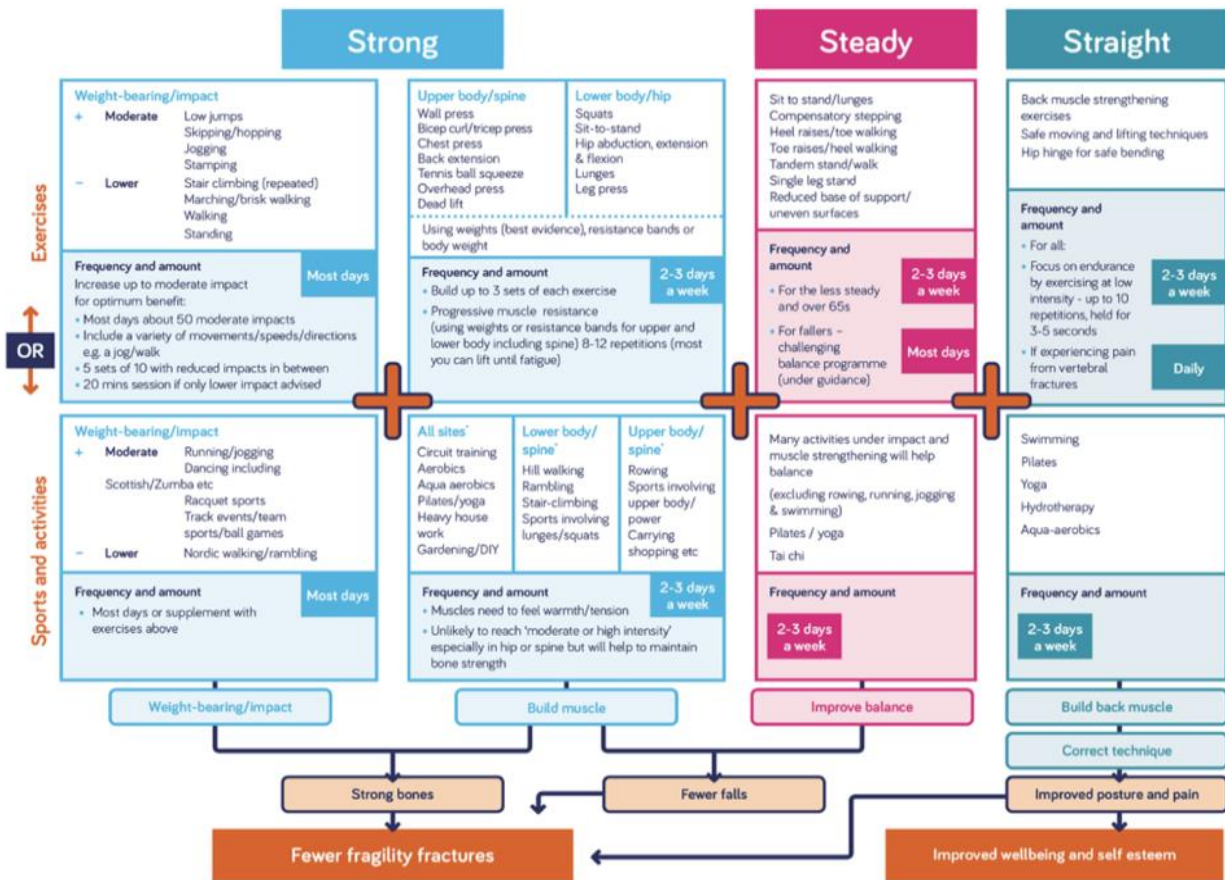 Strong
Steady
Straight
Exercises
OR
Sports and activities
Weight-bearing/impact
+ Moderate Low jumps
Skipping/hopping
Jogging
Stamping
– Lower Stair climbing (repeated)
Marching/brisk walking
Walking
Standing
Frequency and amount
Most days
Increase up to moderate impact
for optimum benefit:
• Most days about 50 moderate impacts
• Include a variety of movements/speeds/directions
e.g. a jog/walk
• 5 sets of 10 with reduced impacts in between
• 20 mins session if only lower impact advised
Upper body/spine
Wall press
Bicep curl/tricep press
Chest press
Back extension
Tennis ball squeeze
Overhead press
Dead lift
Lower body/hip
Squats
Sit-to-stand
Hip abduction, extension
& flexion
Lunges
Leg press
Using weights (best evidence), resistance bands or
body weight
Frequency and amount
2-3 days
a week
• Build up to 3 sets of each exercise
• Progressive muscle resistance
(using weights or resistance bands for upper and
lower body including spine) 8-12 repetitions (most
you can lift until fatigue)
Sit to stand/lunges
Compensatory stepping
Heel raises/toe walking
Toe raises/heel walking
Tandem stand/walk
Single leg stand
Reduced base of support/
uneven surfaces
Frequency and
amount
• For the less steady
and over 65s
2-3 days
a week
• For fallers –
challenging
balance programme
(under guidance)
Most days
Back muscle strengthening
exercises
Safe moving and lifting techniques
Hip hinge for safe bending
Frequency and
amount
• For all:
• Focus on endurance
by exercising at low
intensity - up to 10
repetitions, held for
3-5 seconds
2-3 days
a week
• If experiencing pain
from vertebral
fractures
Daily
Weight-bearing/impact
+ Moderate Running/jogging
Dancing including
Scottish/Zumba etc
Racquet sports
Track events/team
sports/ball games
– Lower Nordic walking/rambling
Frequency and amount
Most days
• Most days or supplement with
exercises above
All sites*
Circuit training
Aerobics
Aqua aerobics
Pilates/yoga
Heavy house
work
Gardening/DIY
Lower body/
spine*
Hill walking
Rambling
Stair-climbing
Sports involving
lunges/squats
Upper body/
spine*
Rowing
Sports involving
upper body/
power
Carrying
shopping etc
Frequency and amount
2-3 days
a week
• Muscles need to feel warmth/tension
• Unlikely to reach ‘moderate or high intensity’
especially in hip or spine but will help to maintain
bone strength
Many activities under impact and
muscle strengthening will help
balance
(excluding rowing, running, jogging
& swimming)
Pilates / yoga
Tai chi
Frequency and amount
2-3 days
a week
Swimming
Pilates
Yoga
Hydrotherapy
Aqua-aerobics
Frequency and amount
2-3 days
a week
Weight-bearing/impact
Build muscle
Improve balance
Build back muscle
Correct technique
Strong bones
Fewer falls
Improved posture and pain
Fewer fragility fractures
Improved wellbeing and self esteem